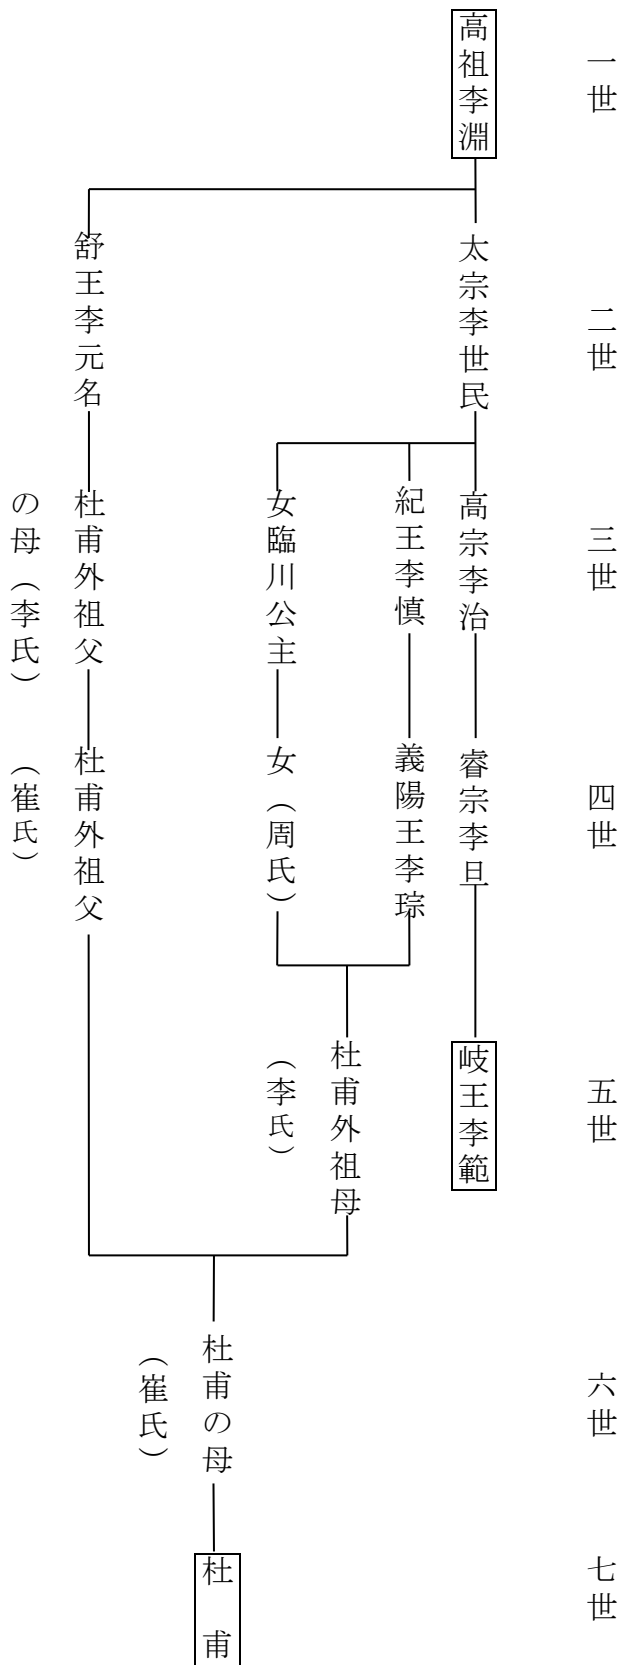 一世
二世
三世
四世
五世
六世
七世
高祖李淵
太宗李世民
高宗李治
睿宗李旦
岐王李範
紀王李慎
義陽王李琮
女臨川公主
女（周氏）
杜甫外祖母
（李氏）
舒王李元名
杜甫外祖父
の母（李氏）
杜甫外祖父
（崔氏）
杜甫の母
（崔氏）
杜甫